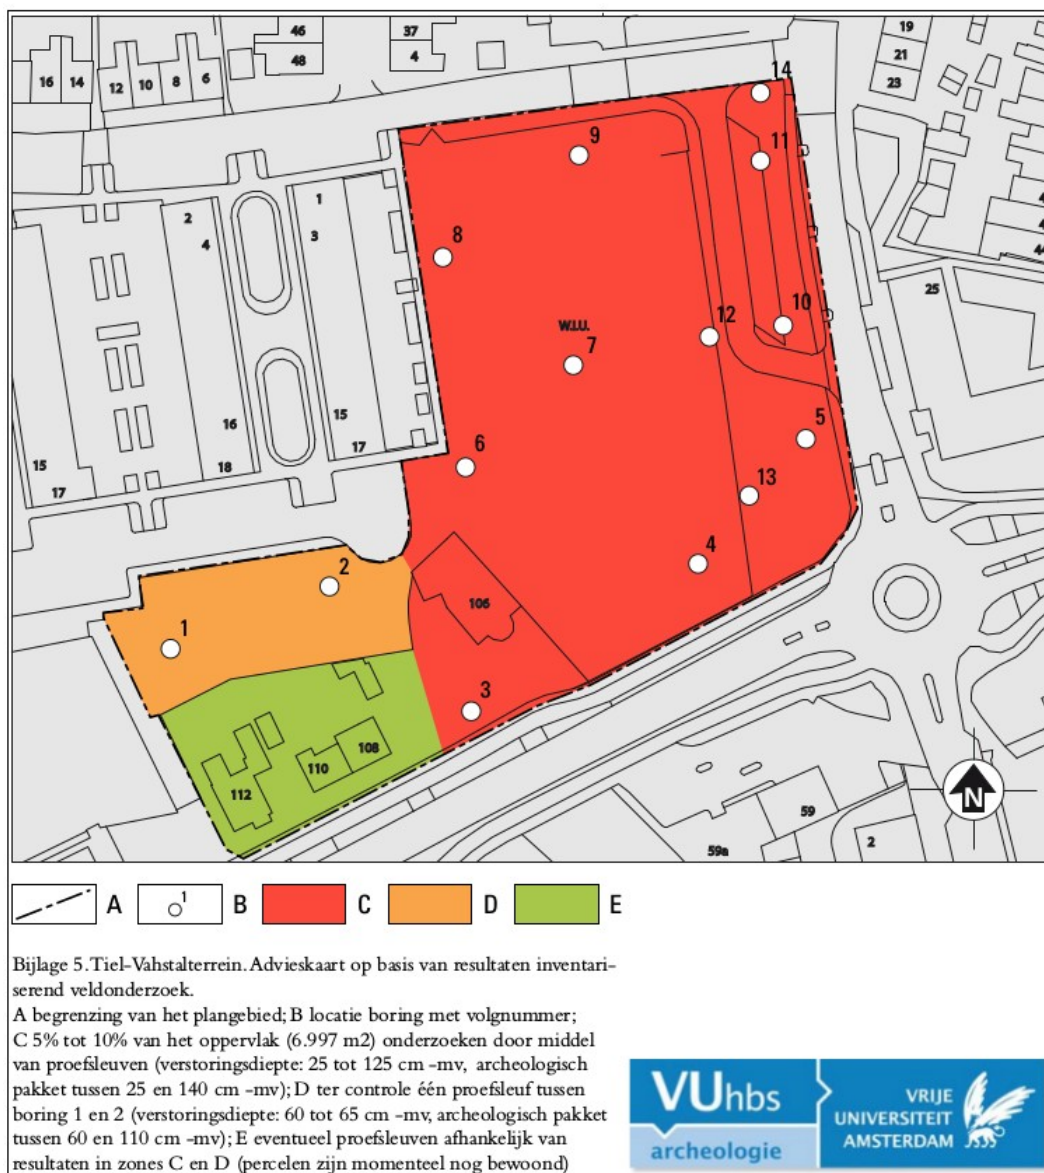 46
37
19
16 14
12 10 8 6
48
4
21
23
14
9
11
2
4
1
3
8
25
W.I.U.
7
12
10
15
17
16
18
15
17
6
5
13
4
2
106
1
3
108
110
112
59
2
59a
N
A
1
B
C
D
E
Bijlage 5. Tiel-Vahstalterrein. Advieskaart op basis van resultaten inventari-
serend veldonderzoek.
A begrenzing van het plangebied; B locatie boring met volgnummer;
C 5% tot 10% van het oppervlak (6.997 m2) onderzoeken door middel
van proefsleuven (verstoringsdiepte: 25 tot 125 cm -mv, archeologisch
pakket tussen 25 en 140 cm -mv); D ter controle één proefsleuf tussen
boring 1 en 2 (verstoringsdiepte: 60 tot 65 cm -mv, archeologisch pakket
tussen 60 en 110 cm -mv); E eventueel proefsleuven afhankelijk van
resultaten in zones C en D (percelen zijn momenteel nog bewoond)
VUhbs
archeologie
VRIJE
UNIVERSITEIT
AMSTERDAM